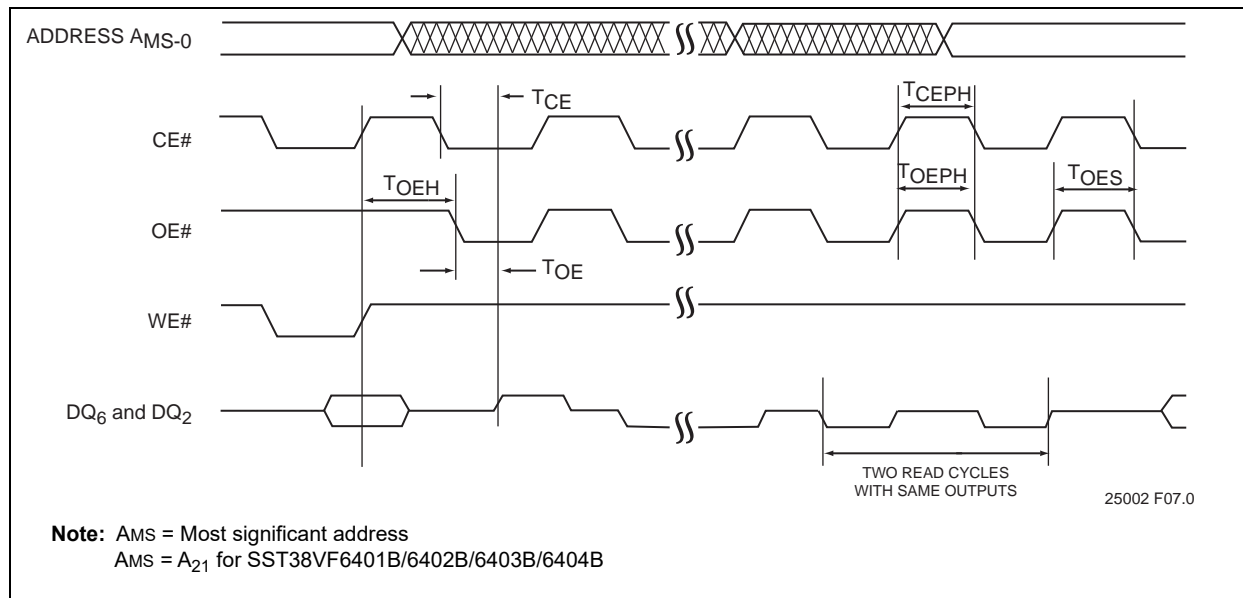 ADDRESS AMS-0
TCE
TCEPH
CE#
TOEH
TOEPH
TOES
OE#
TOE
WE#
DQ6 and DQ2
TWO READ CYCLES
WITH SAME OUTPUTS
25002 F07.0
Note: AMS = Most significant address
AMS = A21 for SST38VF6401B/6402B/6403B/6404B